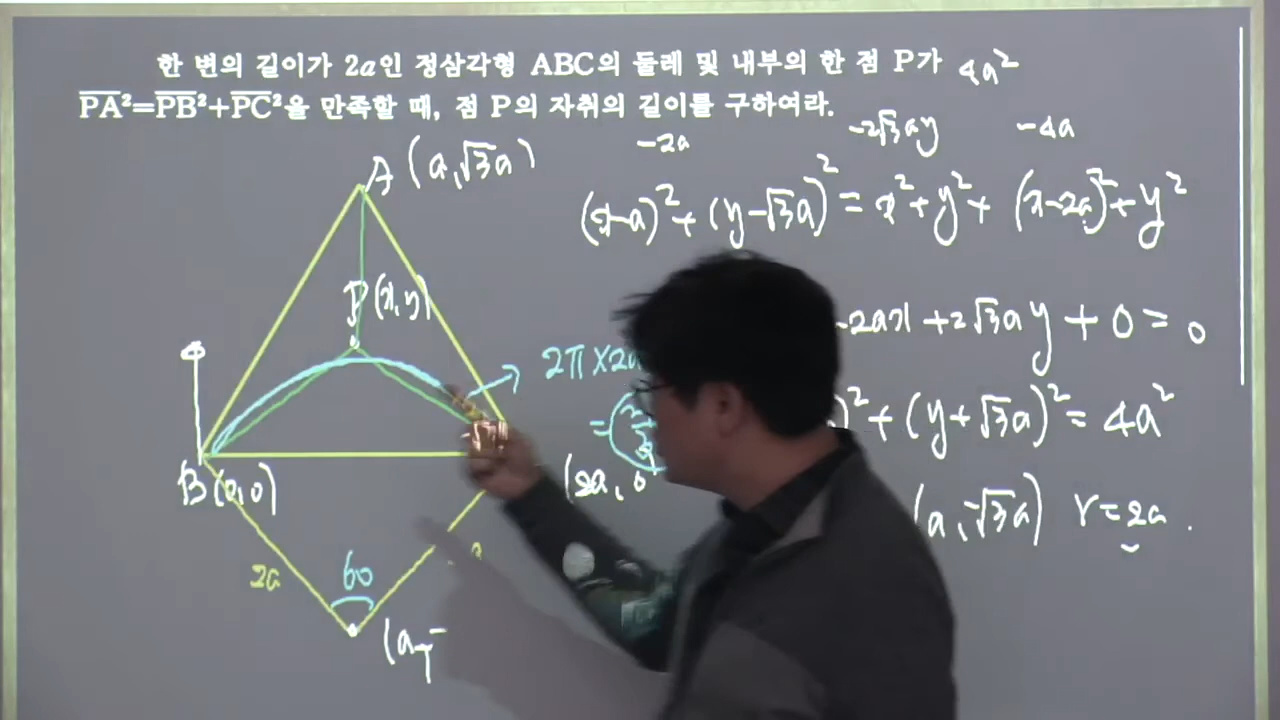 한 변의 길이가 2a인 정삼각형 ABC의 둘레 및 내부의 한 점 P가 4a²
PA²=PB²+PC²을 만족할 때, 점 P의 자취의 길이를 구하여라.
-2a -2√3ay -4a
A (a,√3a)
(x-a)²+(y-√3a)²=x²+y²+(x-2a)²+y²
P(x,y)
-2ax+2√3ay+0=0
2π×2a
)²+(y+√3a)²=4a²
=
B(0,0)
(2a,0
(a,-√3a) r=2a.
2a
60
(a,-